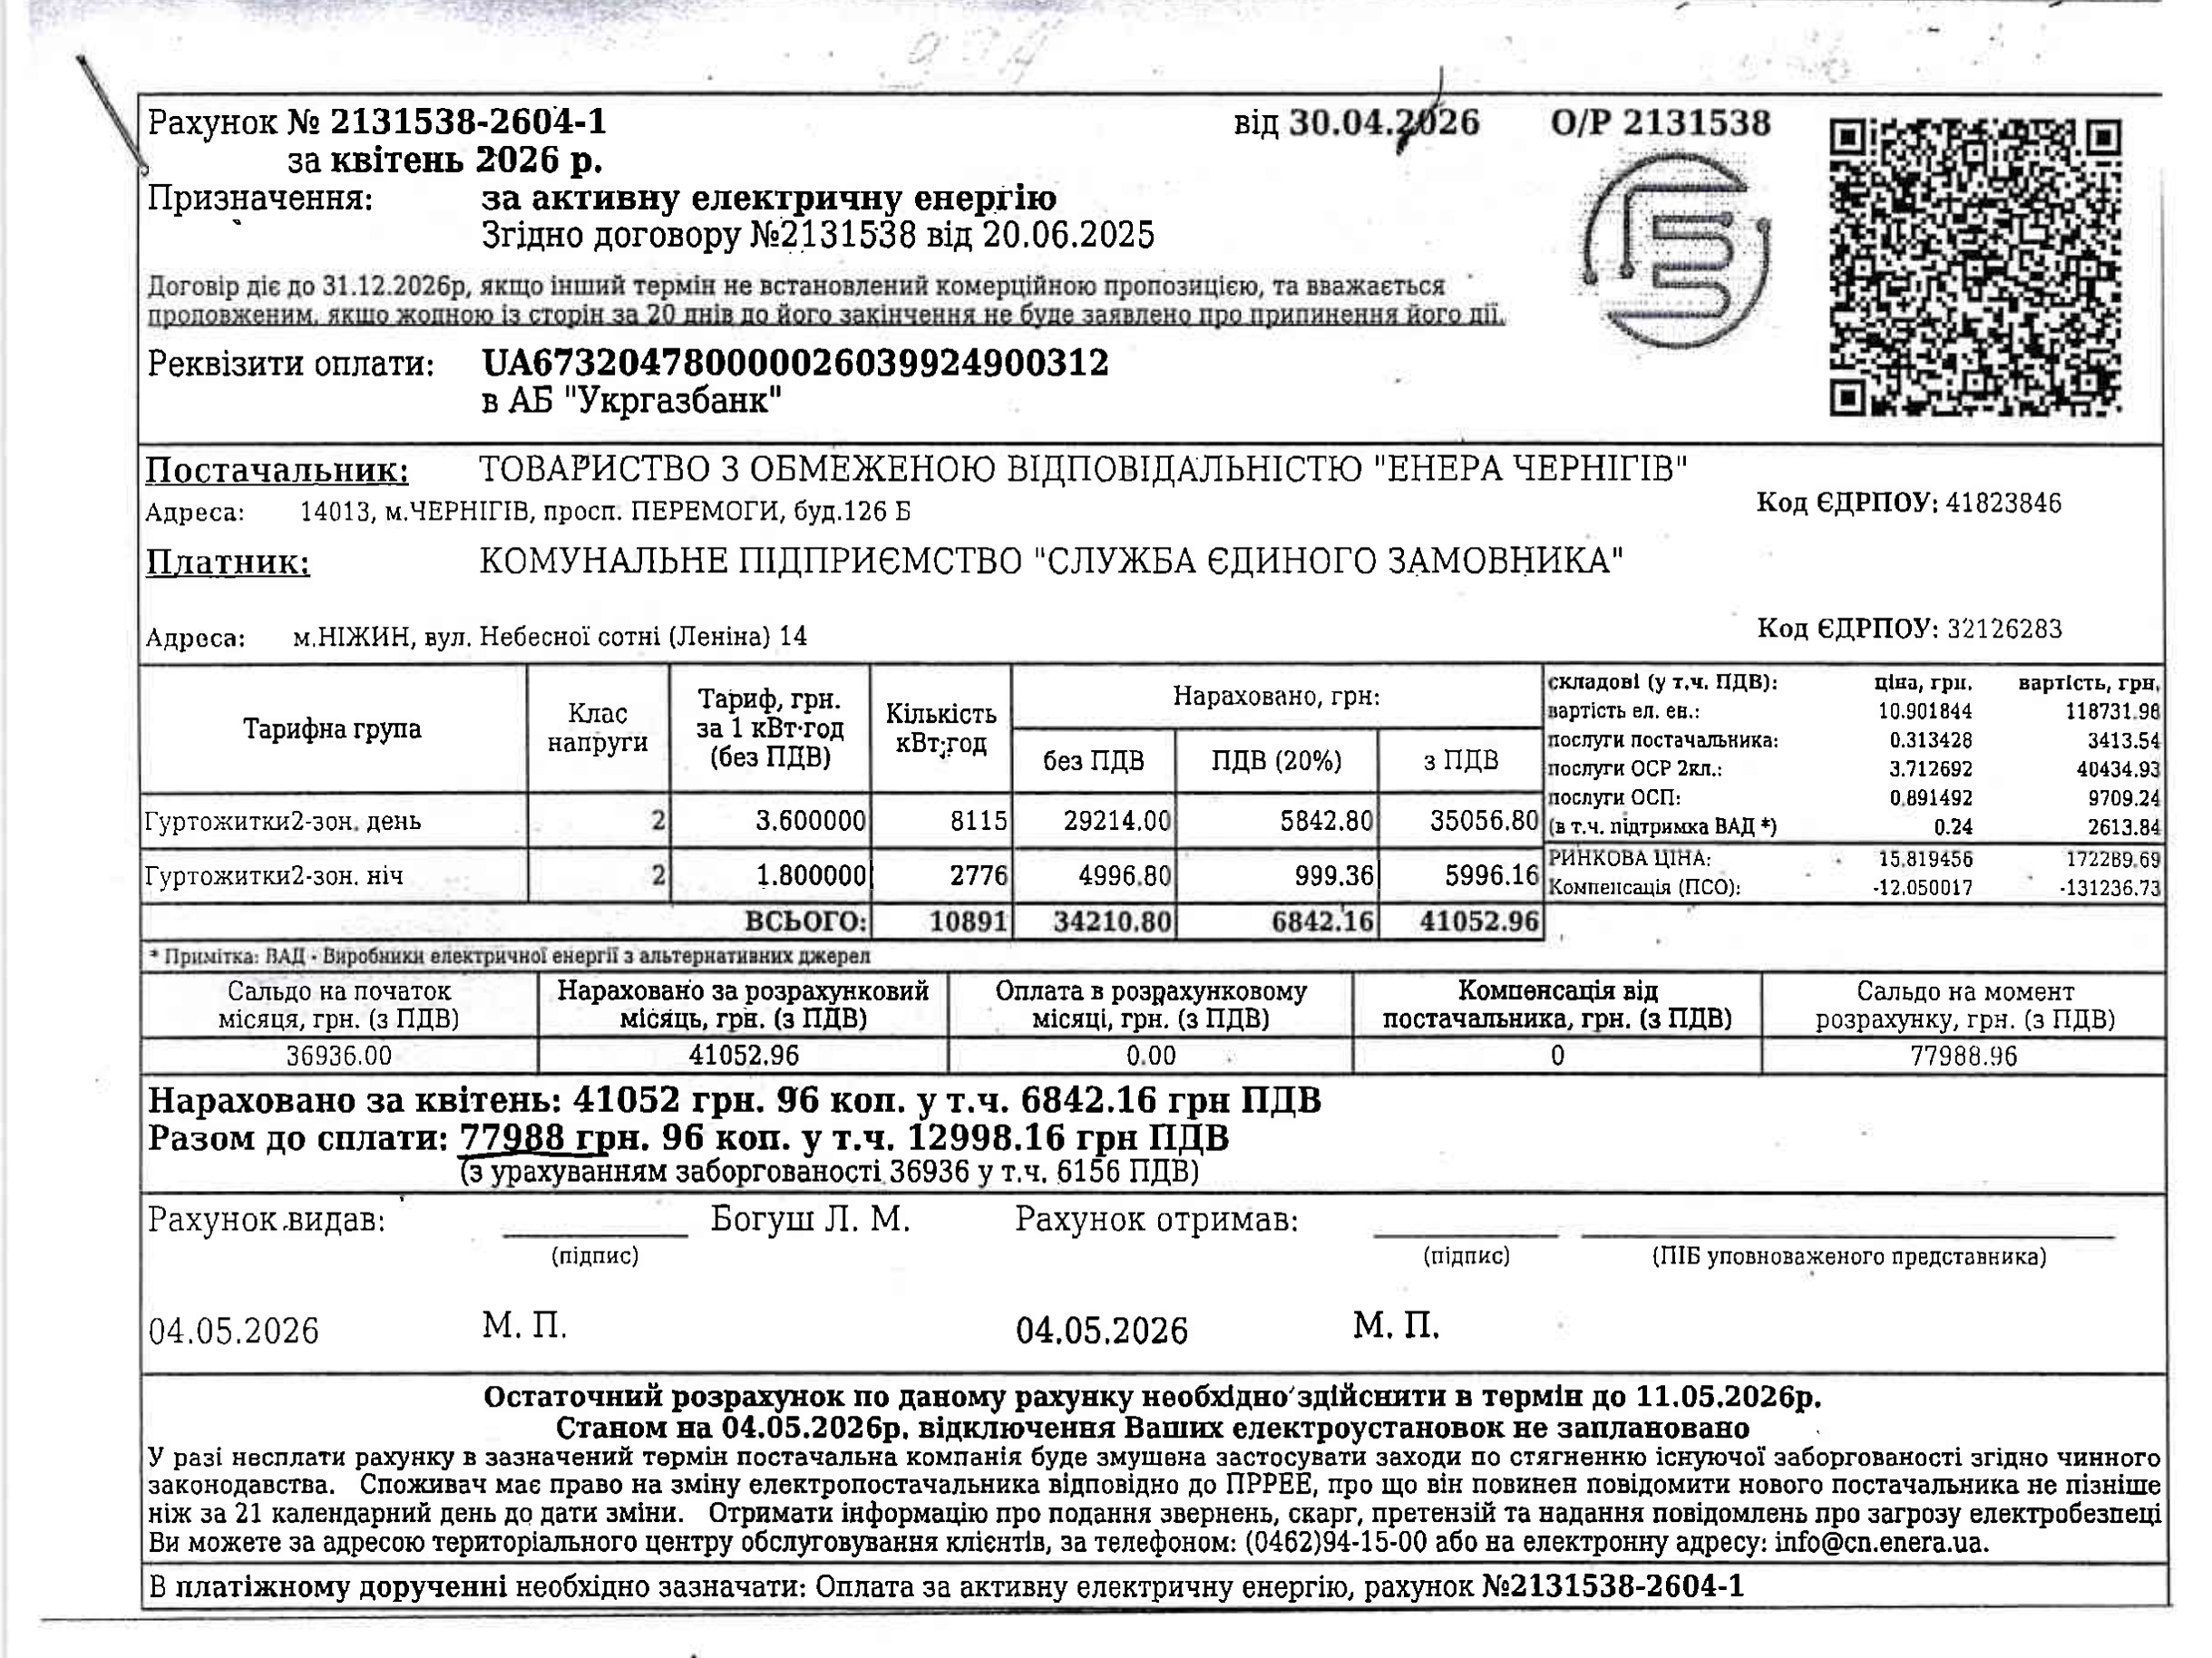 Рахунок № 2131538-2604-1 від 30.04.2026 О/Р 2131538
за квітень 2026 р.
Призначення: за активну електричну енергію
Згідно договору №2131538 від 20.06.2025
Договір діє до 31.12.2026р, якщо інший термін не встановлений комерційною пропозицією, та вважається
продовженим, якщо жодною із сторін за 20 днів до його закінчення не буде заявлено про припинення його дії.
Реквізити оплати: UA673204780000026039924900312
в АБ "Укргазбанк"
Постачальник: ТОВАРИСТВО З ОБМЕЖЕНОЮ ВІДПОВІДАЛЬНІСТЮ "ЕНЕРА ЧЕРНІГІВ"
Адреса: 14013, м.ЧЕРНІГІВ, просп. ПЕРЕМОГИ, буд.126 Б Код ЄДРПОУ: 41823846
Платник: КОМУНАЛЬНЕ ПІДПРИЄМСТВО "СЛУЖБА ЄДИНОГО ЗАМОВНИКА"
Адреса: м.НІЖИН, вул. Небесної сотні (Леніна) 14 Код ЄДРПОУ: 32126283
Тарифна група Клас напруги Тариф, грн. за 1 кВт·год (без ПДВ) Кількість кВт·год Нараховано, грн: без ПДВ ПДВ (20%) з ПДВ
Гуртожитки2-зон. день 2 3.600000 8115 29214.00 5842.80 35056.80
Гуртожитки2-зон. ніч 2 1.800000 2776 4996.80 999.36 5996.16
ВСЬОГО: 10891 34210.80 6842.16 41052.96
складові (у т.ч. ПДВ): ціна, грн. вартість, грн.
вартість ел. ен.: 10.901844 118731.98
послуги постачальника: 0.313428 3413.54
послуги ОСР 2кл.: 3.712692 40434.93
послуги ОСП: 0.891492 9709.24
(в т.ч. підтримка ВАД *) 0.24 2613.84
РИНКОВА ЦІНА: 15.819456 172289.69
Компенсація (ПСО): -12.050017 -131236.73
* Примітка: ВАД - Виробники електричної енергії з альтернативних джерел
Сальдо на початок місяця, грн. (з ПДВ) Нараховано за розрахунковий місяць, грн. (з ПДВ) Оплата в розрахунковому місяці, грн. (з ПДВ) Компенсація від постачальника, грн. (з ПДВ) Сальдо на момент розрахунку, грн. (з ПДВ)
36936.00 41052.96 0.00 0 77988.96
Нараховано за квітень: 41052 грн. 96 коп. у т.ч. 6842.16 грн ПДВ
Разом до сплати: 77988 грн. 96 коп. у т.ч. 12998.16 грн ПДВ
(з урахуванням заборгованості 36936 у т.ч. 6156 ПДВ)
Рахунок видав: Богуш Л. М. Рахунок отримав:
(підпис) (підпис) (ПІБ уповноваженого представника)
04.05.2026 М. П. 04.05.2026 М. П.
Остаточний розрахунок по даному рахунку необхідно здійснити в термін до 11.05.2026р.
Станом на 04.05.2026р. відключення Ваших електроустановок не заплановано
У разі несплати рахунку в зазначений термін постачальна компанія буде змушена застосувати заходи по стягненню існуючої заборгованості згідно чинного
законодавства. Споживач має право на зміну електропостачальника відповідно до ПРРЕЕ, про що він повинен повідомити нового постачальника не пізніше
ніж за 21 календарний день до дати зміни. Отримати інформацію про подання звернень, скарг, претензій та надання повідомлень про загрозу електробезпеці
Ви можете за адресою територіального центру обслуговування клієнтів, за телефоном: (0462)94-15-00 або на електронну адресу: info@cn.enera.ua.
В платіжному дорученні необхідно зазначати: Оплата за активну електричну енергію, рахунок №2131538-2604-1